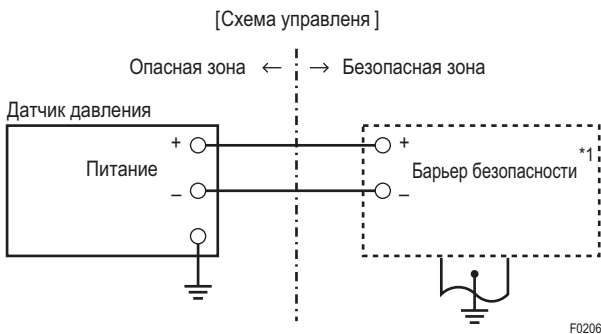 [Схема управленя]
Опасная зона ← → Безопасная зона
Датчик давления
+ +
Питание
Барьер безопасности *1
– –
F0206